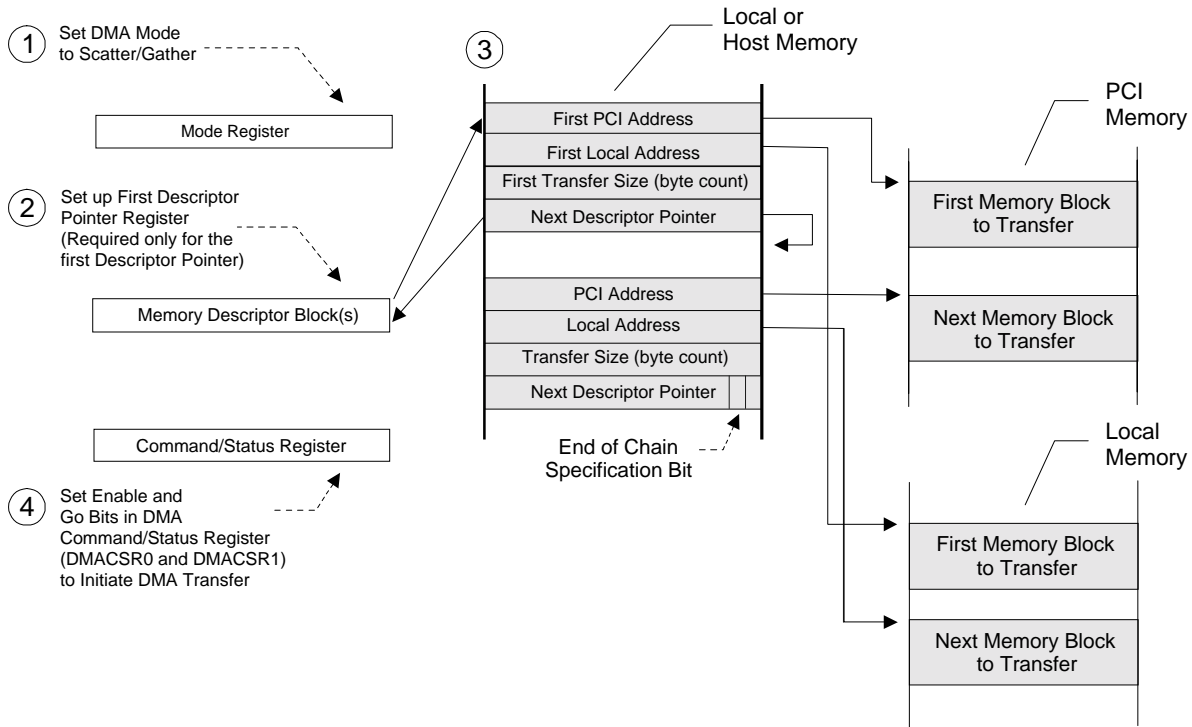 1
Set DMA Mode
to Scatter/Gather
Mode Register
2
Set up First Descriptor
Pointer Register
(Required only for the
first Descriptor Pointer)
Memory Descriptor Block(s)
Command/Status Register
4
Set Enable and
Go Bits in DMA
Command/Status Register
(DMACSR0 and DMACSR1)
to Initiate DMA Transfer
3
Local or
Host Memory
First PCI Address
First Local Address
First Transfer Size (byte count)
Next Descriptor Pointer
PCI Address
Local Address
Transfer Size (byte count)
Next Descriptor Pointer
End of Chain
Specification Bit
PCI
Memory
First Memory Block
to Transfer
Next Memory Block
to Transfer
Local
Memory
First Memory Block
to Transfer
Next Memory Block
to Transfer